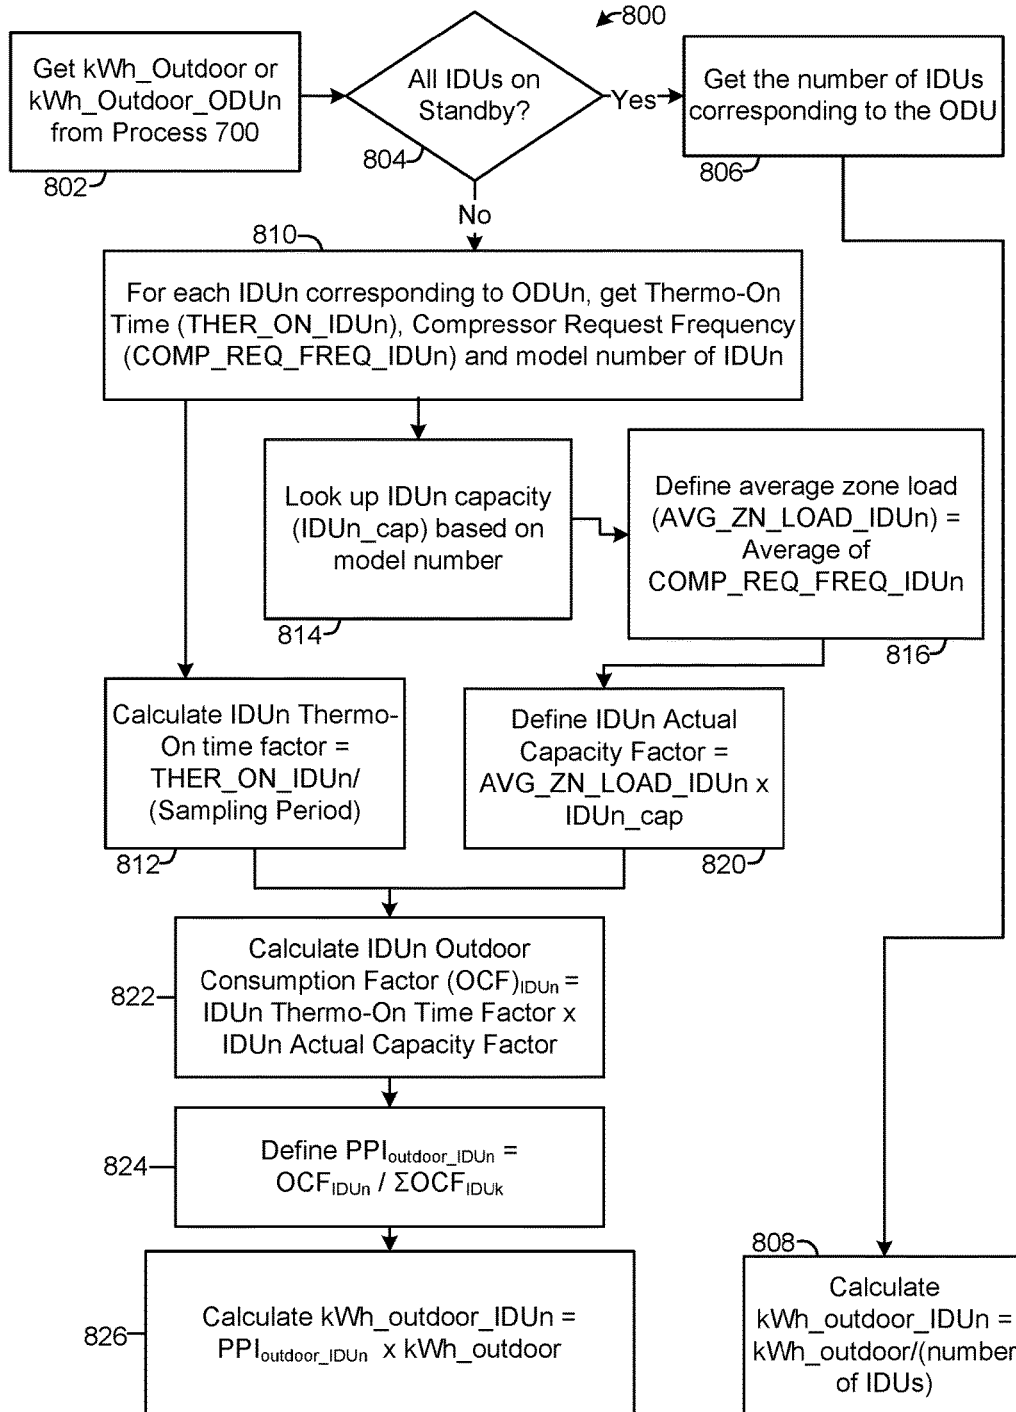 800
Get kWh_Outdoor or
kWh_Outdoor_ODUn
from Process 700
802
All IDUs on
Standby?
804
Yes
Get the number of IDUs
corresponding to the ODU
806
No
810
For each IDUn corresponding to ODUn, get Thermo-On
Time (THER_ON_IDUn), Compressor Request Frequency
(COMP_REQ_FREQ_IDUn) and model number of IDUn
Look up IDUn capacity
(IDUn_cap) based on
model number
814
Define average zone load
(AVG_ZN_LOAD_IDUn) =
Average of
COMP_REQ_FREQ_IDUn
816
Calculate IDUn Thermo-
On time factor =
THER_ON_IDUn/
(Sampling Period)
812
Define IDUn Actual
Capacity Factor =
AVG_ZN_LOAD_IDUn x
IDUn_cap
820
Calculate IDUn Outdoor
Consumption Factor (OCF)IDUn =
IDUn Thermo-On Time Factor x
IDUn Actual Capacity Factor
822
Define PPIoutdoor_IDUn =
OCFIDUn / ΣOCFIDUk
824
Calculate kWh_outdoor_IDUn =
PPIoutdoor_IDUn x kWh_outdoor
826
808
Calculate
kWh_outdoor_IDUn =
kWh_outdoor/(number
of IDUs)